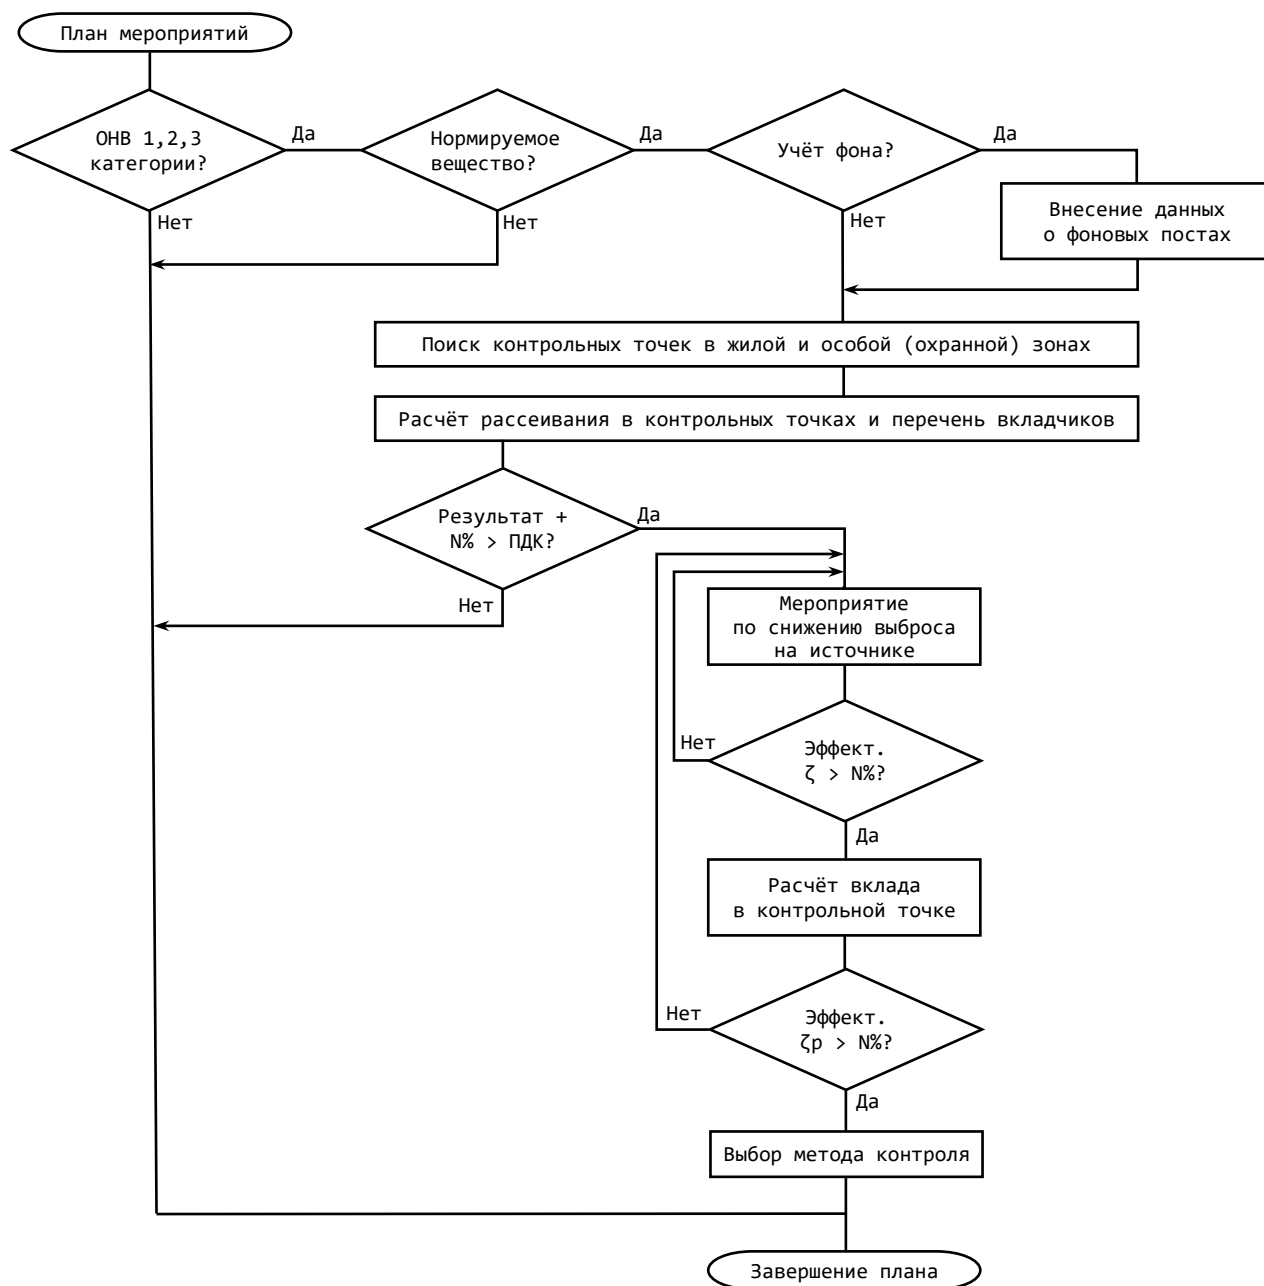 План мероприятий
ОНВ 1,2,3
категории?
Да
Нормируемое
вещество?
Да
Учёт фона?
Да
Нет
Нет
Нет
Внесение данных
о фоновых постах
Поиск контрольных точек в жилой и особой (охранной) зонах
Расчёт рассеивания в контрольных точках и перечень вкладчиков
Результат +
N% > ПДК?
Да
Нет
Мероприятие
по снижению выброса
на источнике
Нет
Эффект.
ζ > N%?
Да
Расчёт вклада
в контрольной точке
Нет
Эффект.
ζр > N%?
Да
Выбор метода контроля
Завершение плана